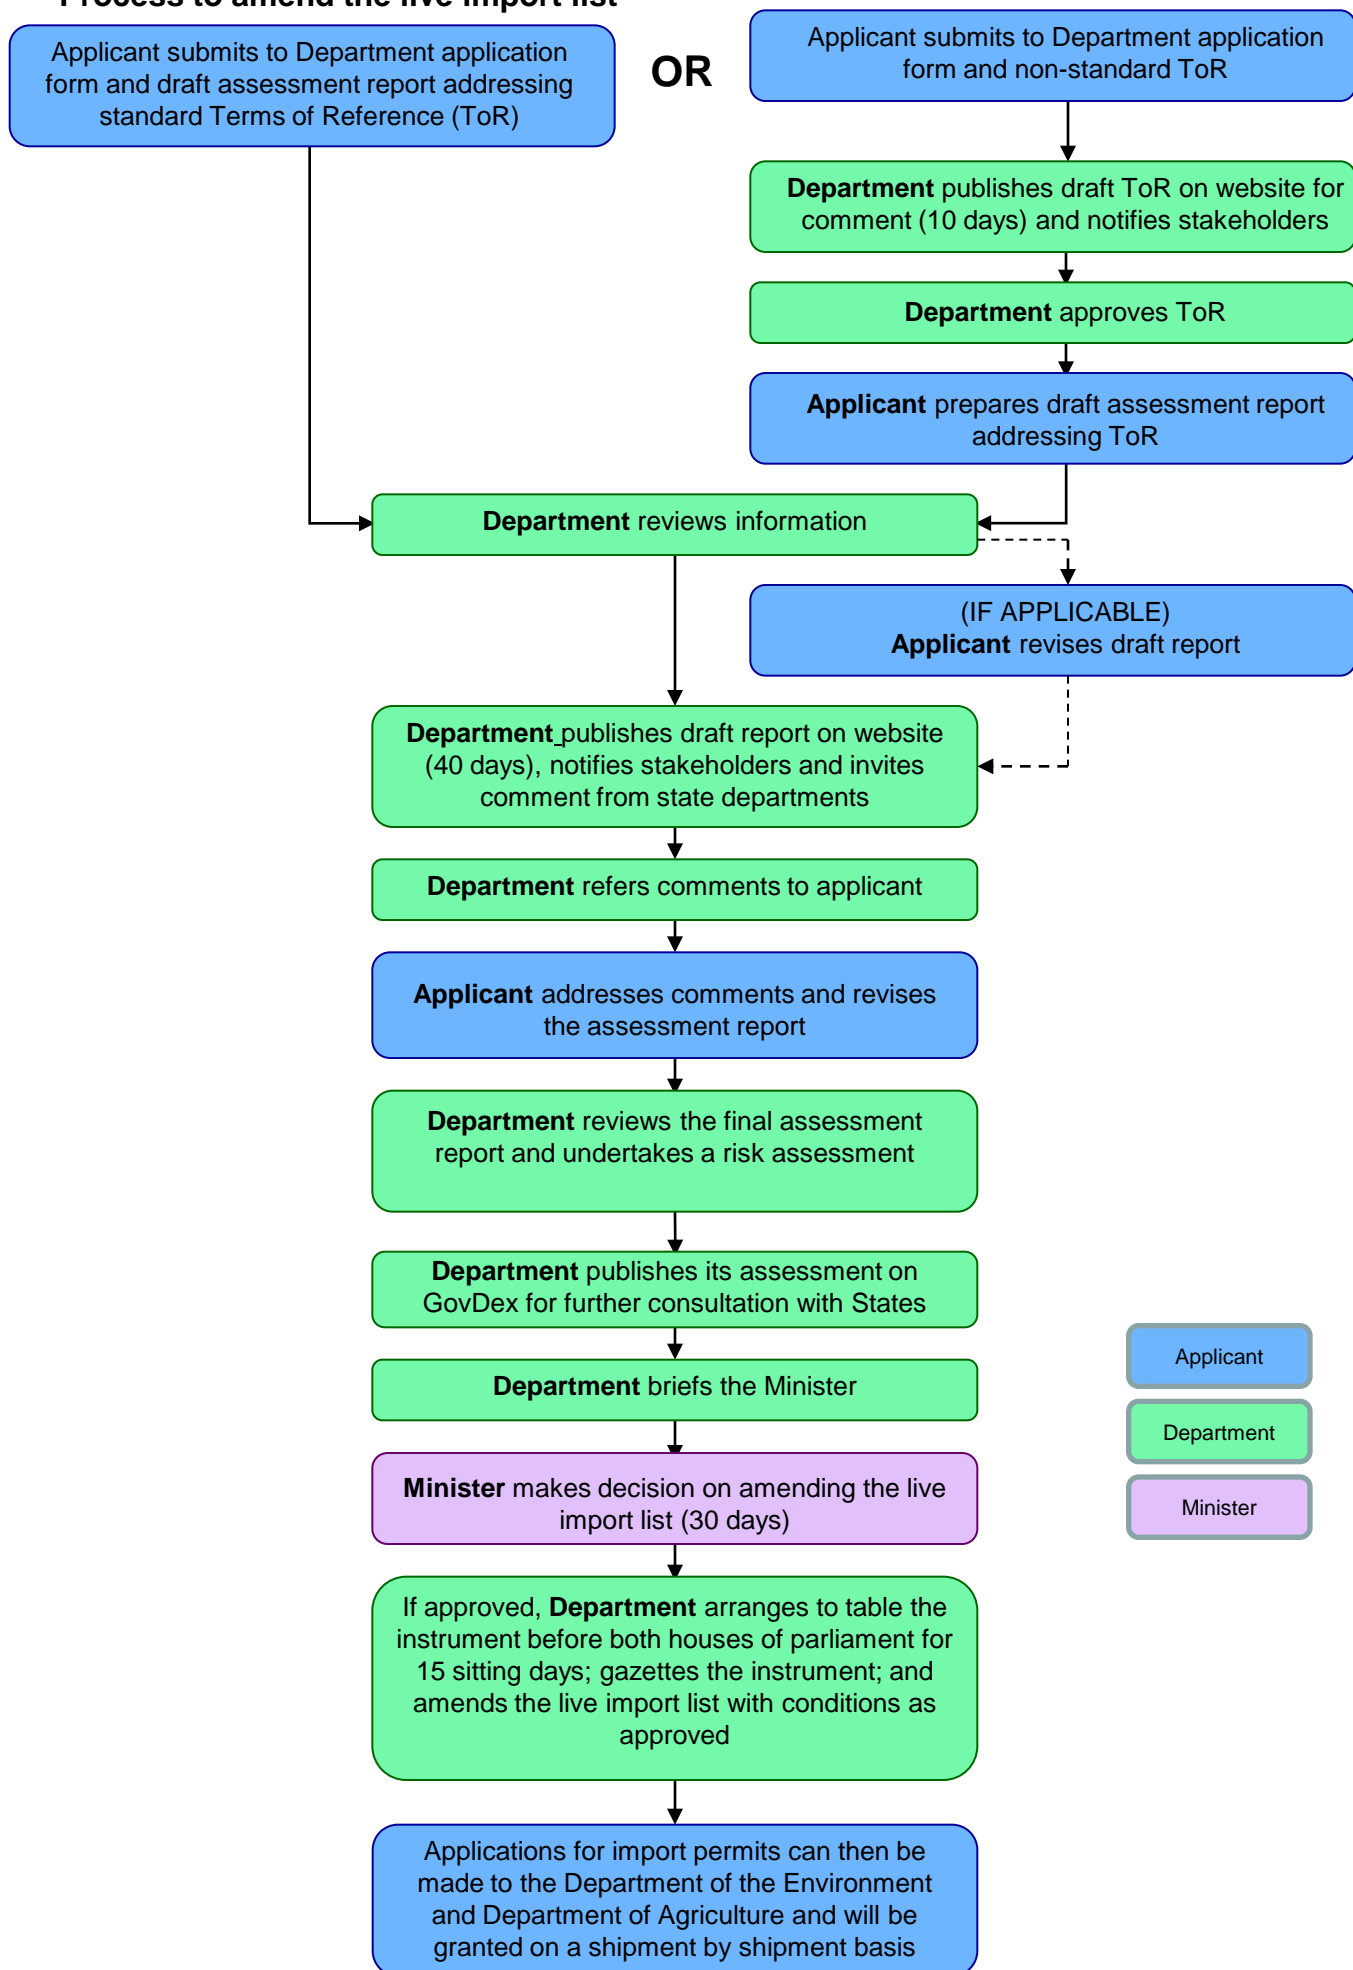 Process to amend the live import list
Applicant submits to Department application
form and draft assessment report addressing
standard Terms of Reference (ToR)
OR
Applicant submits to Department application
form and non-standard ToR
Department publishes draft ToR on website for
comment (10 days) and notifies stakeholders
Department approves ToR
Applicant prepares draft assessment report
addressing ToR
Department reviews information
(IF APPLICABLE)
Applicant revises draft report
Department publishes draft report on website
(40 days), notifies stakeholders and invites
comment from state departments
Department refers comments to applicant
Applicant addresses comments and revises
the assessment report
Department reviews the final assessment
report and undertakes a risk assessment
Department publishes its assessment on
GovDex for further consultation with States
Department briefs the Minister
Minister makes decision on amending the live
import list (30 days)
If approved, Department arranges to table the
instrument before both houses of parliament for
15 sitting days; gazettes the instrument; and
amends the live import list with conditions as
approved
Applications for import permits can then be
made to the Department of the Environment
and Department of Agriculture and will be
granted on a shipment by shipment basis
Applicant
Department
Minister